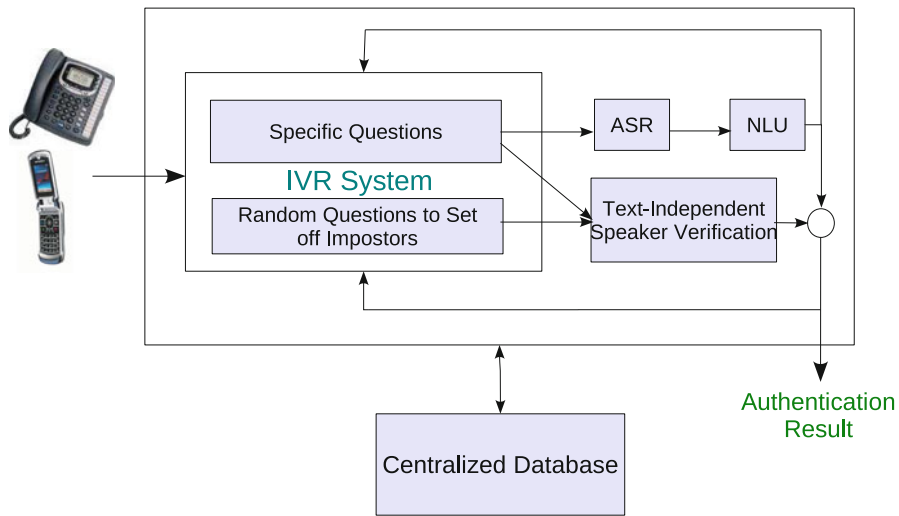 Specific Questions
ASR
NLU
IVR System
Random Questions to Set
off Impostors
Text-Independent
Speaker Verification
Authentication
Result
Centralized Database